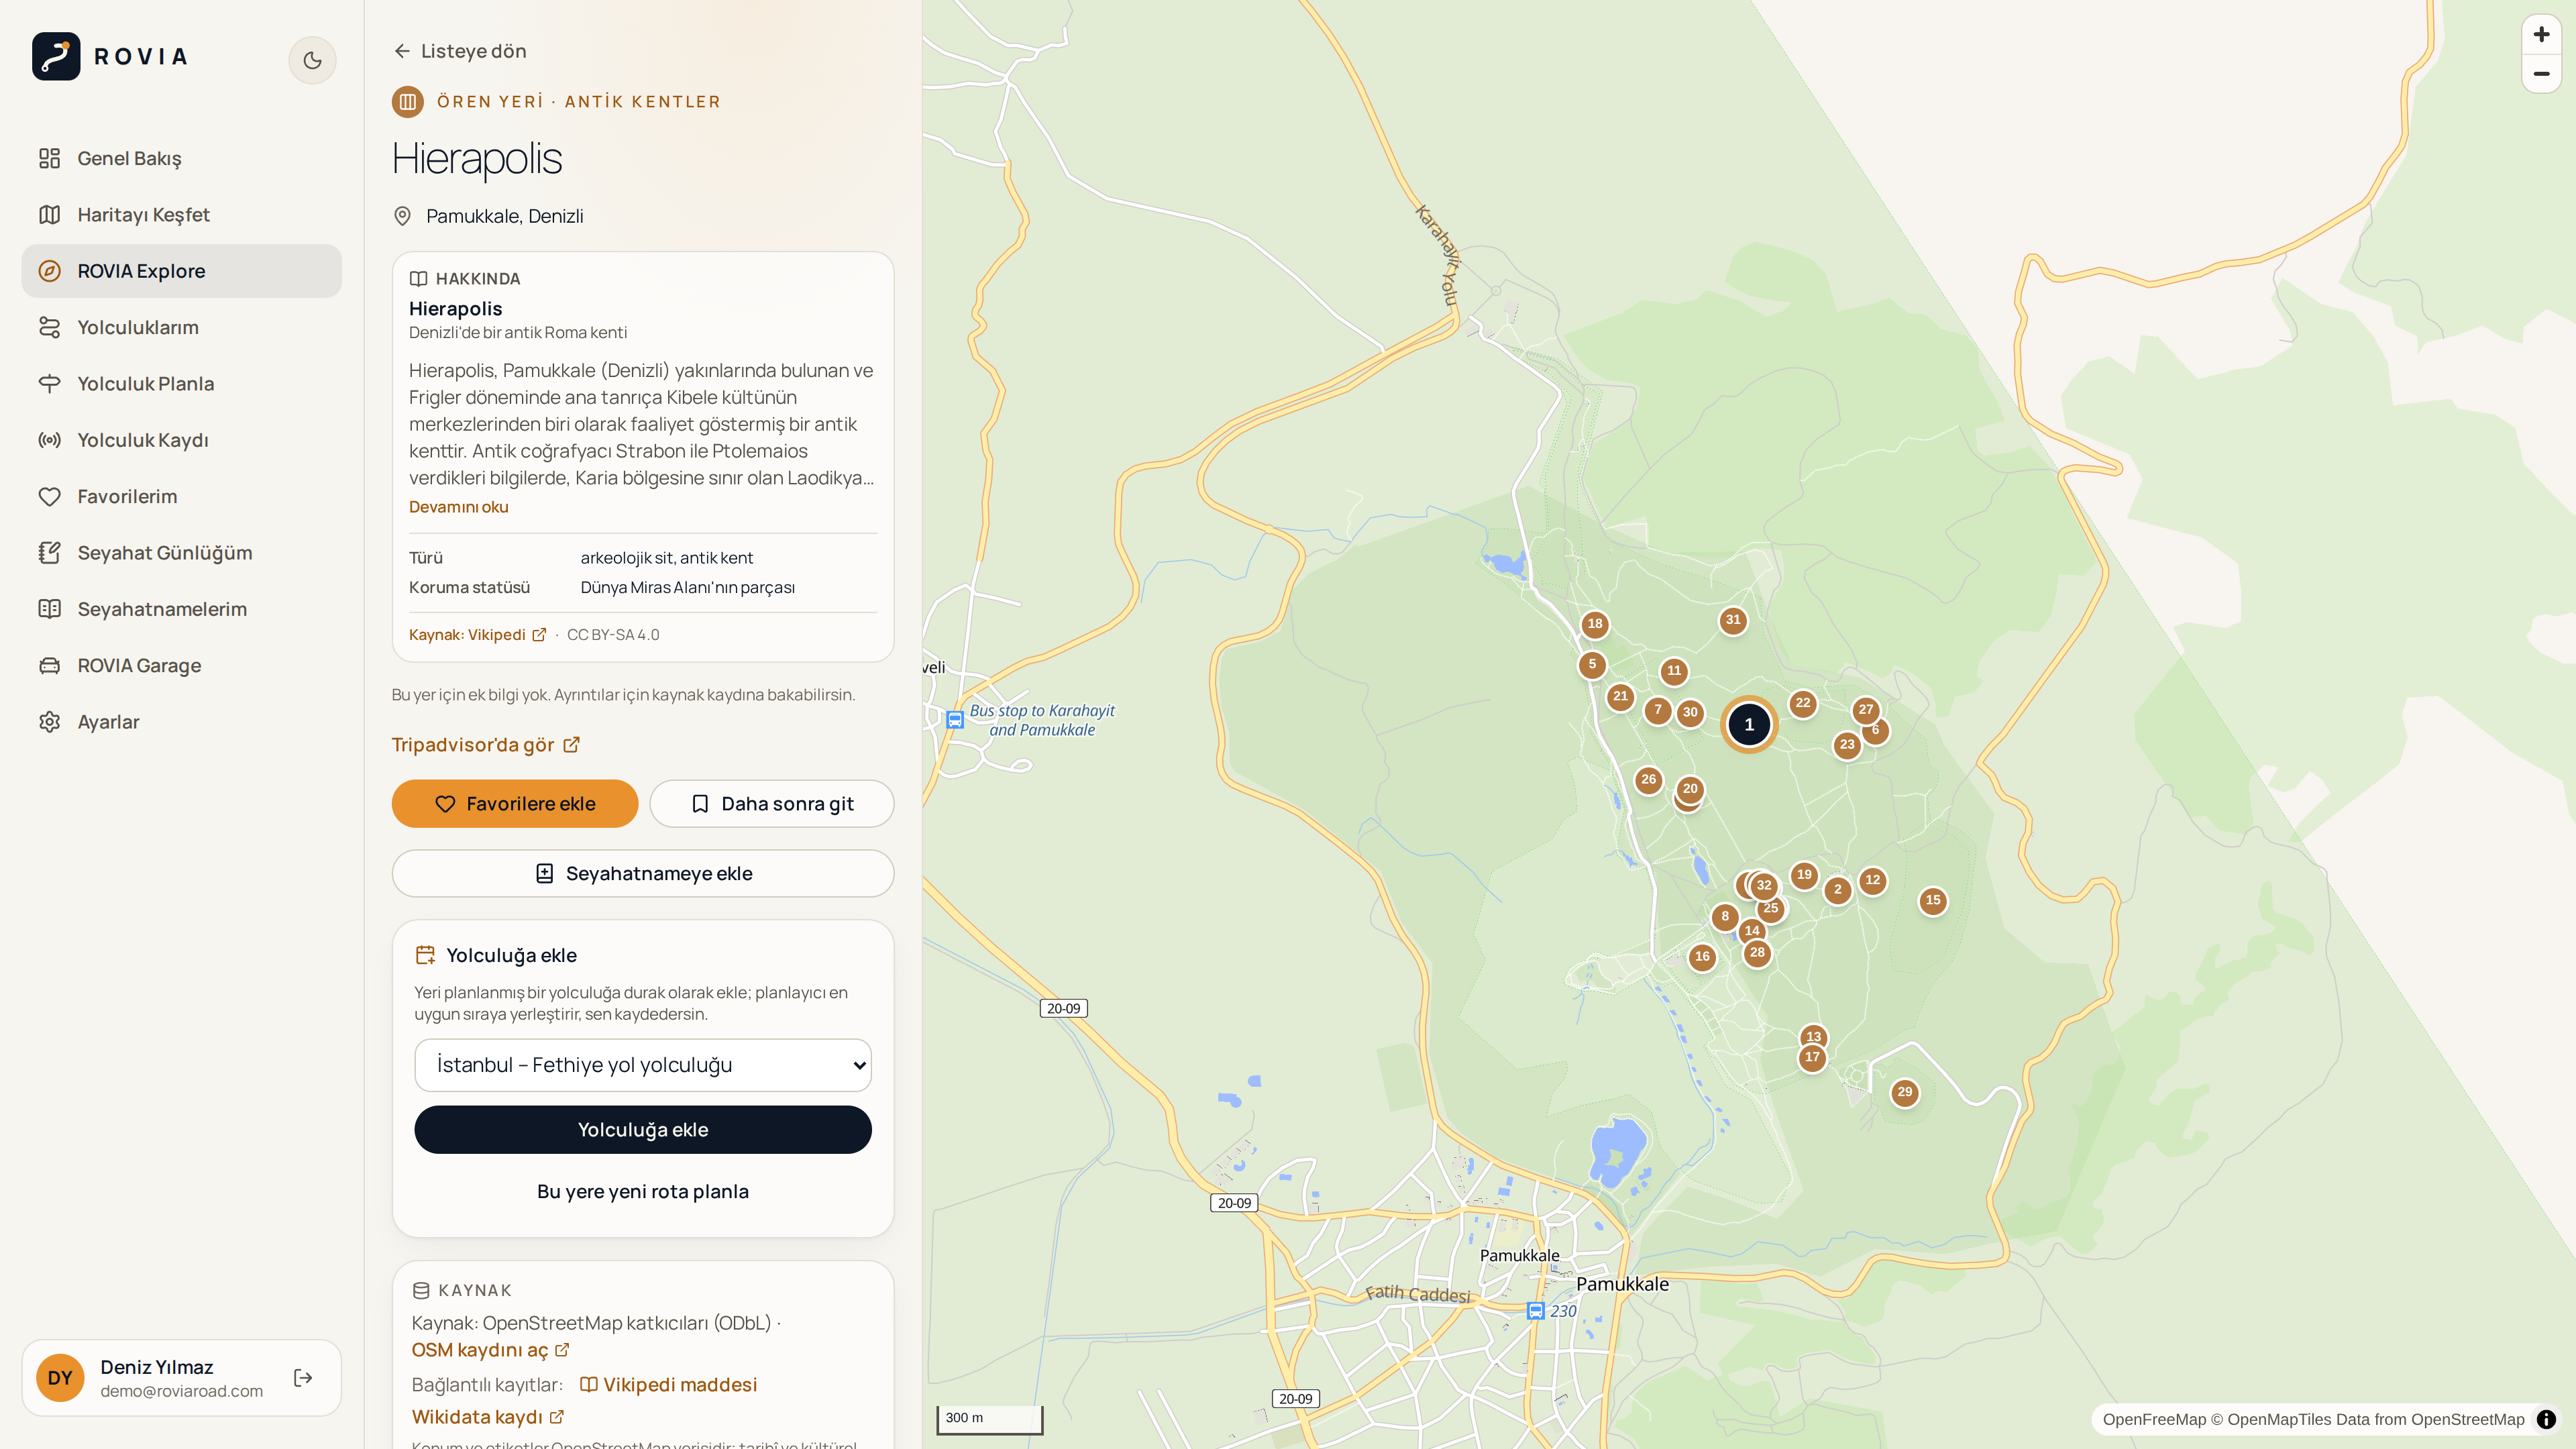 ROVIA
Genel Bakış
Haritayı Keşfet
ROVIA Explore
Yolculuklarım
Yolculuk Planla
Yolculuk Kaydı
Favorilerim
Seyahat Günlüğüm
Seyahatnamelerim
ROVIA Garage
Ayarlar
DY
Deniz Yılmaz
demo@roviaroad.com
Listeye dön
ÖREN YERİ · ANTİK KENTLER
Hierapolis
Pamukkale, Denizli
HAKKINDA
Hierapolis
Denizli'de bir antik Roma kenti
Hierapolis, Pamukkale (Denizli) yakınlarında bulunan ve
Frigler döneminde ana tanrıça Kibele kültünün
merkezlerinden biri olarak faaliyet göstermiş bir antik
kenttir. Antik coğrafyacı Strabon ile Ptolemaios
verdikleri bilgilerde, Karia bölgesine sınır olan Laodikya...
Devamını oku
Türü arkeolojik sit, antik kent
Koruma statüsü Dünya Miras Alanı'nın parçası
Kaynak: Vikipedi · CC BY-SA 4.0
Bu yer için ek bilgi yok. Ayrıntılar için kaynak kaydına bakabilirsin.
Tripadvisor'da gör
Favorilere ekle
Daha sonra git
Seyahatnameye ekle
Yolculuğa ekle
Yeri planlanmış bir yolculuğa durak olarak ekle; planlayıcı en
uygun sıraya yerleştirir, sen kaydedersin.
İstanbul – Fethiye yol yolculuğu
Yolculuğa ekle
Bu yere yeni rota planla
KAYNAK
Kaynak: OpenStreetMap katkıcıları (ODbL) ·
OSM kaydını aç
Bağlantılı kayıtlar: Vikipedi maddesi
Wikidata kaydı
Konum ve etiketler OpenStreetMap verisidir; tarihî ve kültürel
Karahayıt Yolu
18
31
5
11
21
7
30
1
22
27
6
23
26
20
32
19
2
12
15
25
8
14
28
16
13
17
29
veli
Bus stop to Karahayit
and Pamukkale
20-09
20-09
20-09
Pamukkale
Pamukkale
Fatih Caddesi
230
300 m
OpenFreeMap © OpenMapTiles Data from OpenStreetMap